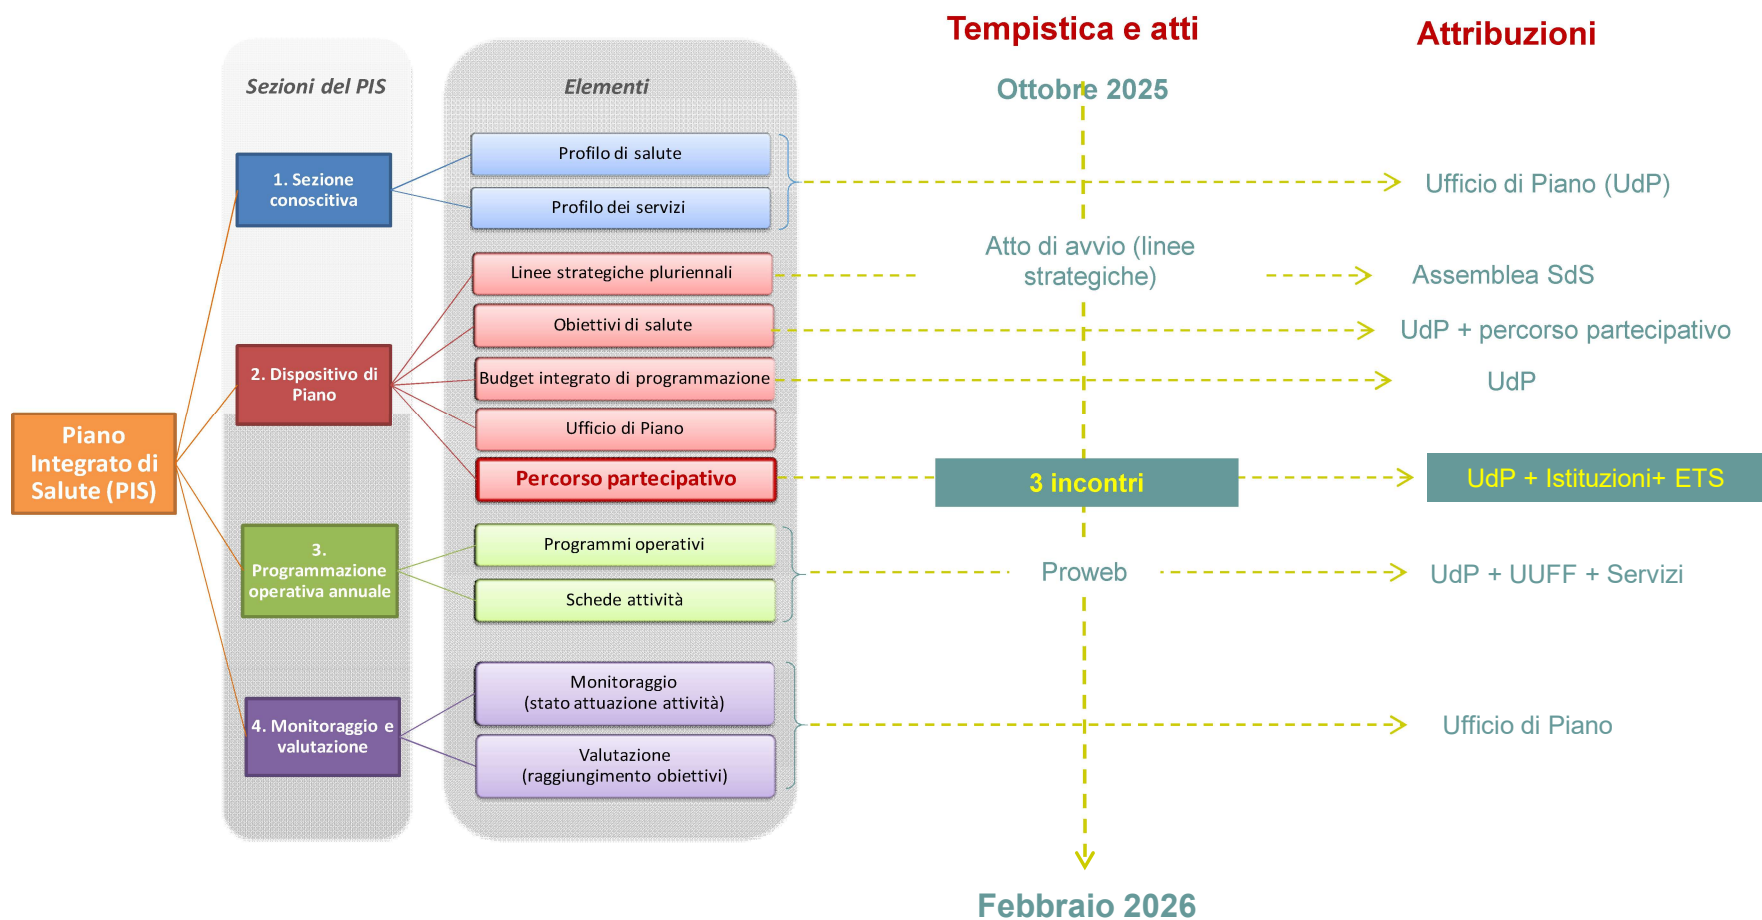 Tempistica e atti
Attribuzioni
Sezioni del PIS
Elementi
Ottobre 2025
Piano
Integrato di
Salute (PIS)
1. Sezione
conoscitiva
Profilo di salute
Profilo dei servizi
Ufficio di Piano (UdP)
2. Dispositivo di
Piano
Linee strategiche pluriennali
Atto di avvio (linee
strategiche)
Assemblea SdS
Obiettivi di salute
UdP + percorso partecipativo
Budget integrato di programmazione
UdP
Ufficio di Piano
Percorso partecipativo
3 incontri
UdP + Istituzioni+ ETS
3.
Programmazione
operativa annuale
Programmi operativi
Schede attività
Proweb
UdP + UUFF + Servizi
4. Monitoraggio e
valutazione
Monitoraggio
(stato attuazione attività)
Valutazione
(raggiungimento obiettivi)
Ufficio di Piano
Febbraio 2026